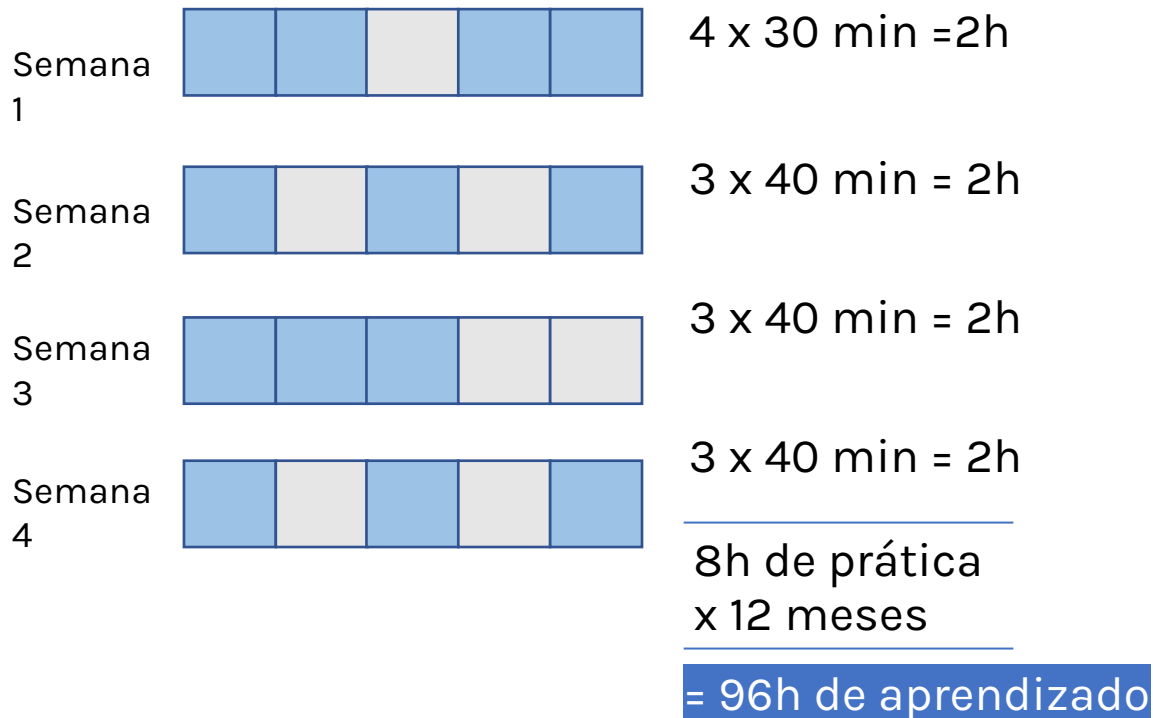 Semana
1
4 x 30 min =2h
Semana
2
3 x 40 min = 2h
Semana
3
3 x 40 min = 2h
Semana
4
3 x 40 min = 2h
8h de prática
x 12 meses
= 96h de aprendizado